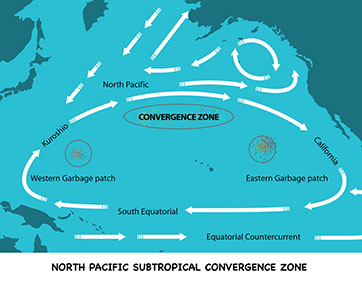 North Pacific
CONVERGENCE ZONE
Kuroshio
California
Western Garbage patch
Eastern Garbage patch
South Equatorial
Equatorial Countercurrent
NORTH PACIFIC SUBTROPICAL CONVERGENCE ZONE